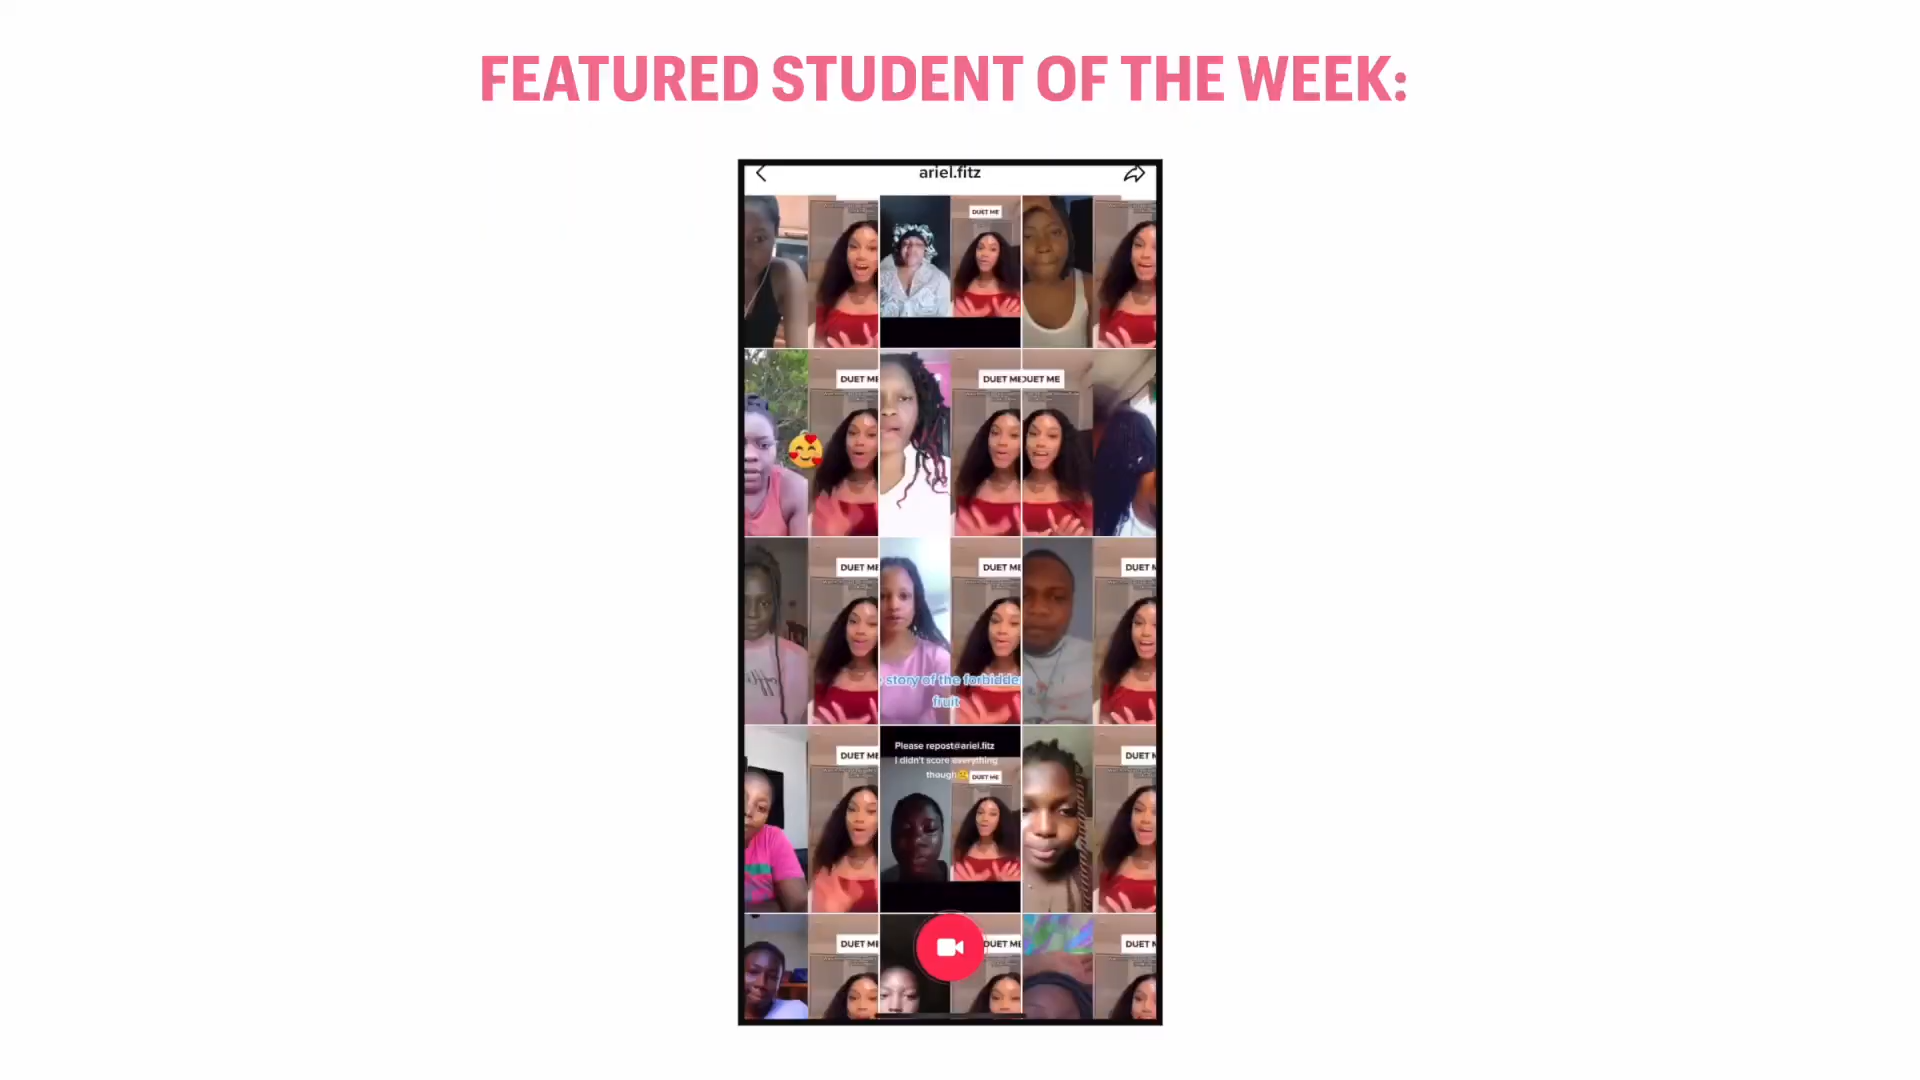 FEATURED STUDENT OF THE WEEK:
ariel.fitz
DUET ME
DUET ME
DUET ME
DUET ME
DUET ME
DUET ME
DUET
story of the forbidden
fruit
DUET ME
Please repost@ariel.fitz
I didn't score everything
though
DUET ME
DUET
DUET ME
DUET ME
DUET